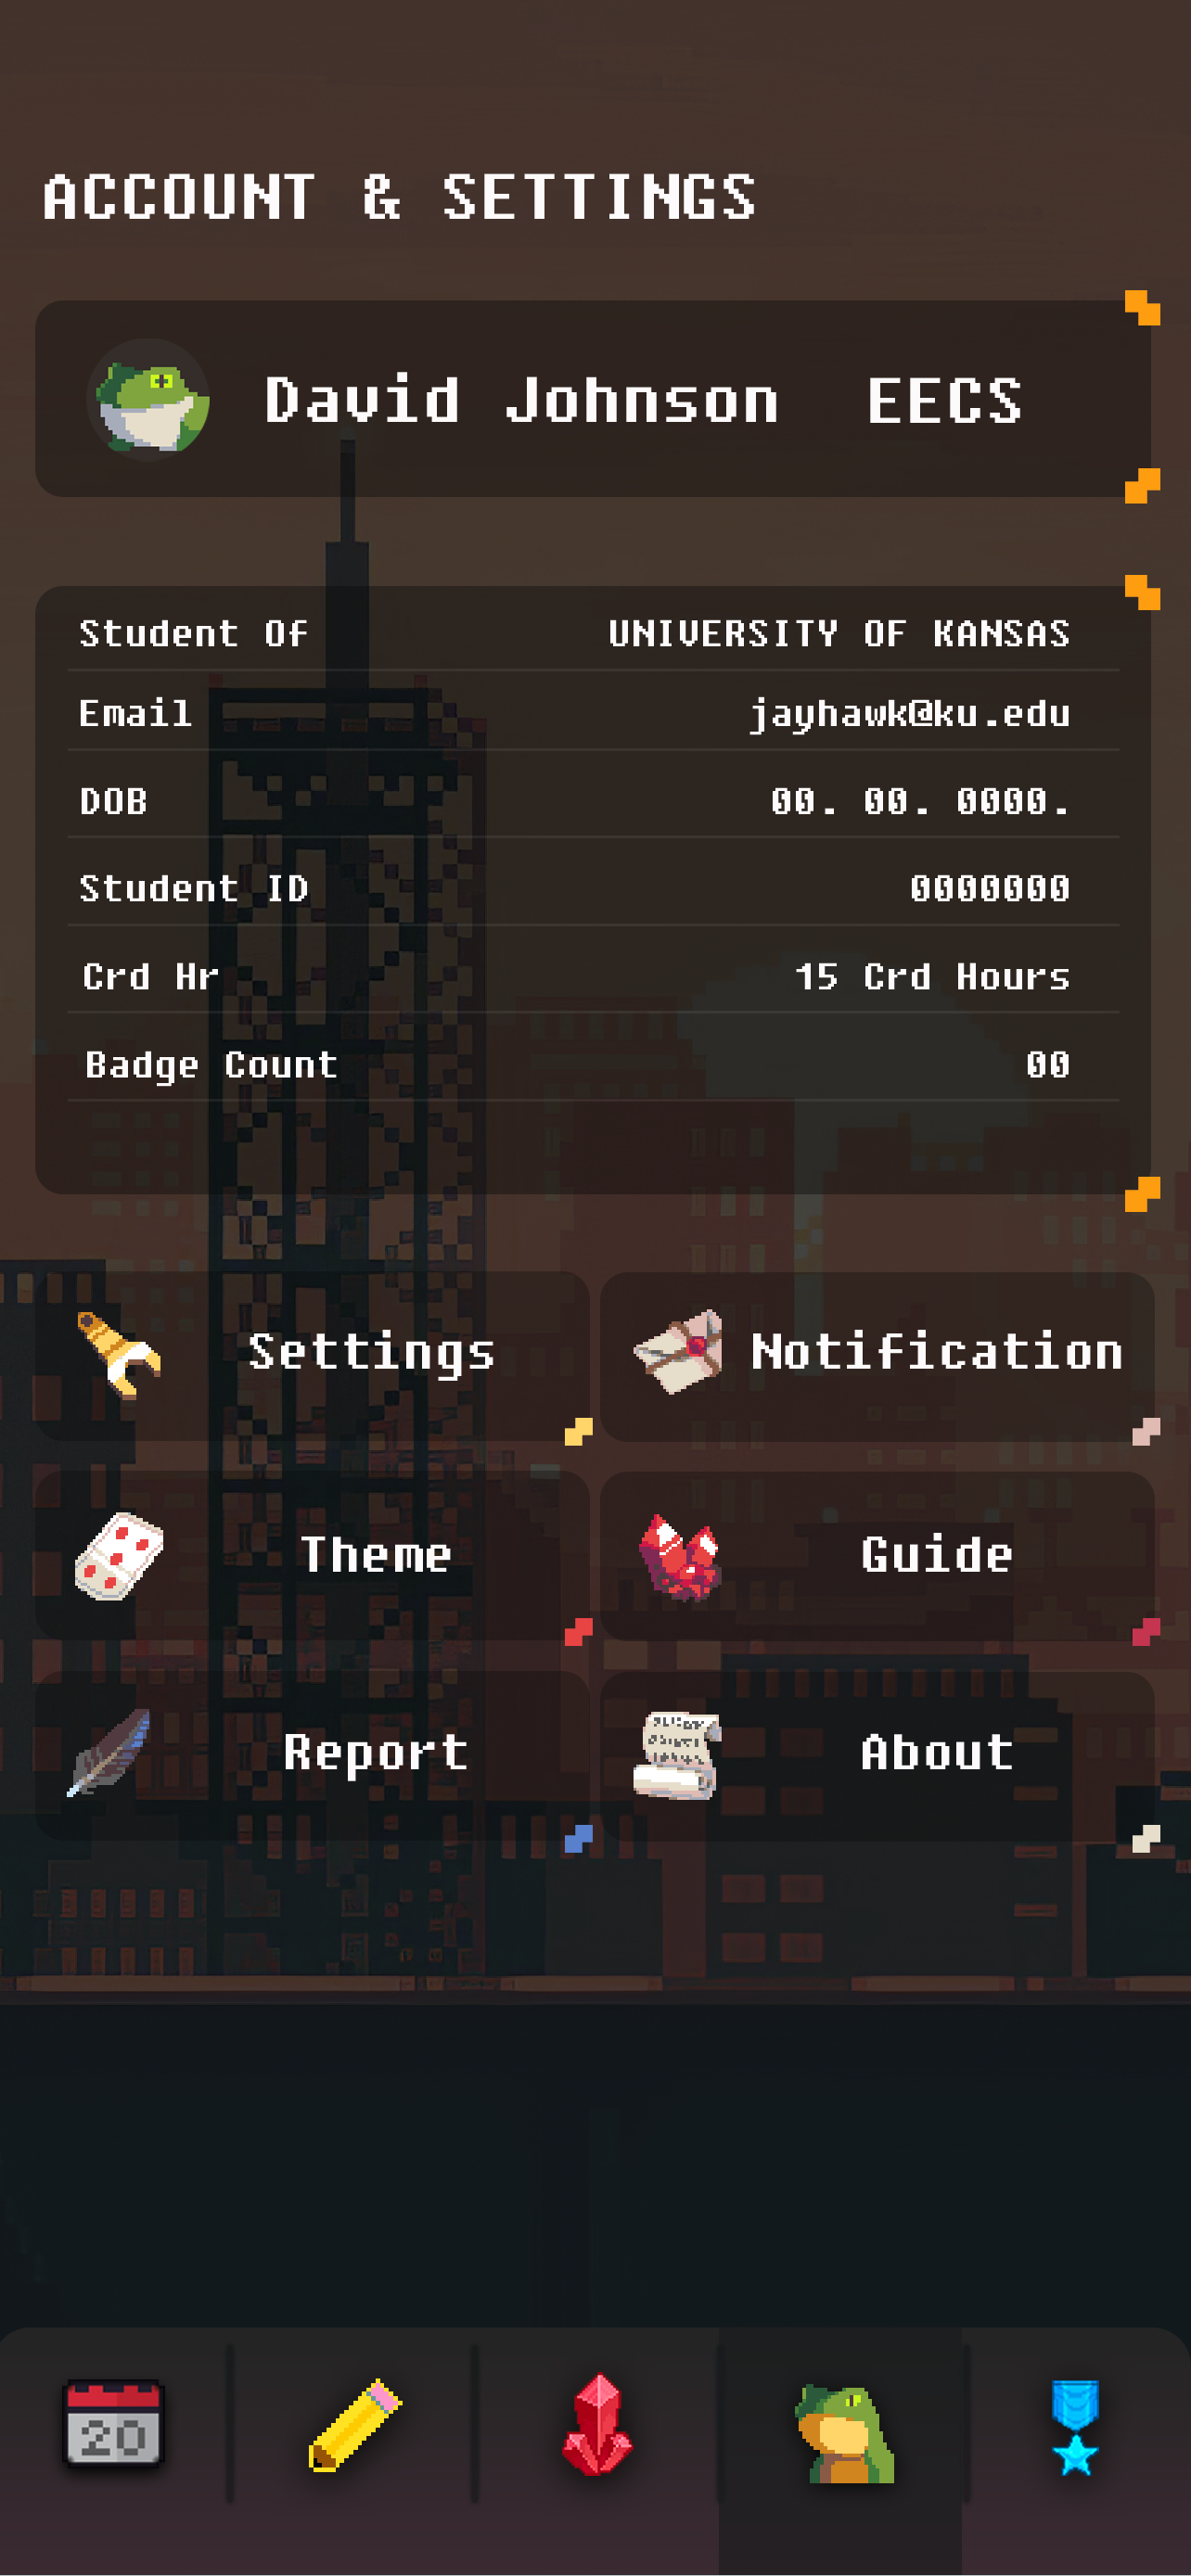 ACCOUNT & SETTINGS
David Johnson EECS
Student Of UNIVERSITY OF KANSAS
Email jayhawk@ku.edu
DOB 00. 00. 0000.
Student ID 0000000
Crd Hr 15 Crd Hours
Badge Count 00
Settings Notification
Theme Guide
Report About
20